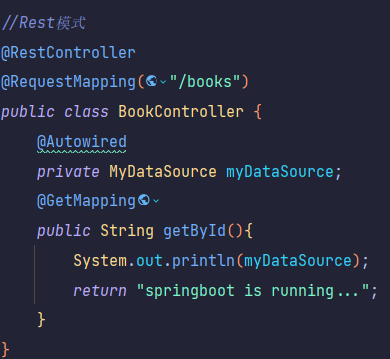 //Rest模式
@RestController
@RequestMapping("/books")
public class BookController {
    @Autowired
    private MyDataSource myDataSource;
    @GetMapping
    public String getById(){
        System.out.println(myDataSource);
        return "springboot is running...";
    }
}